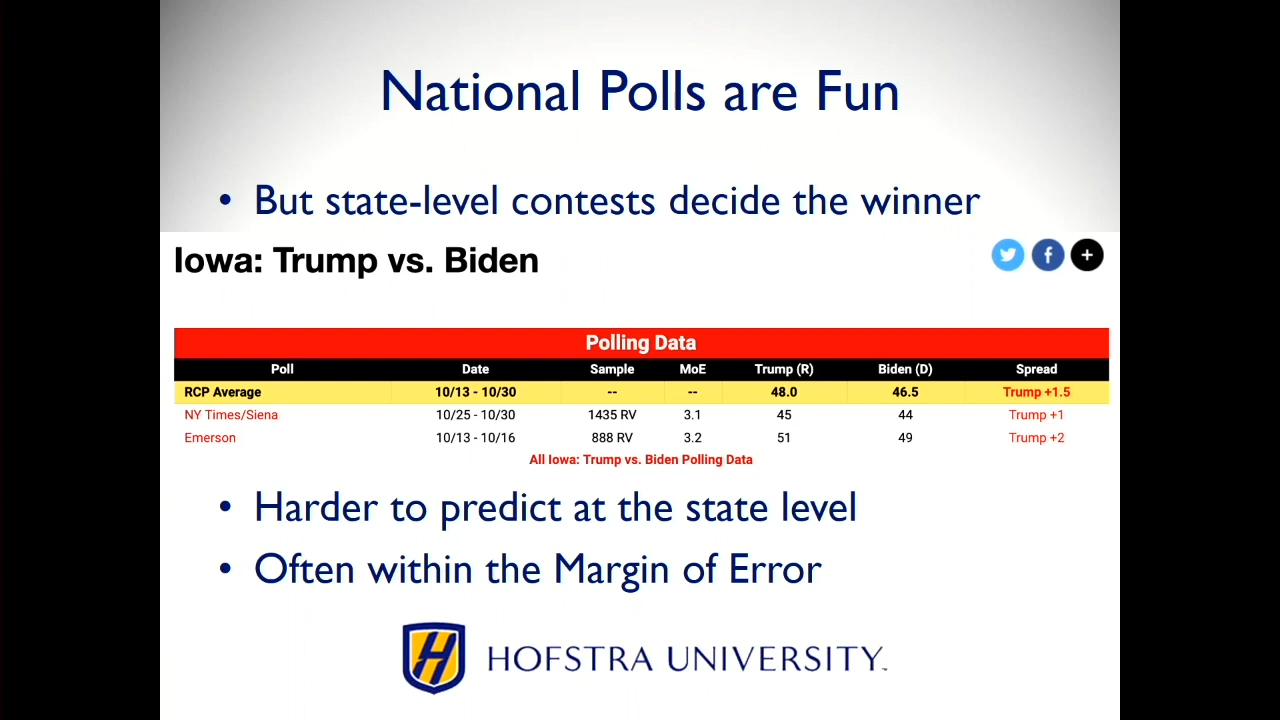 National Polls are Fun
• But state-level contests decide the winner
Iowa: Trump vs. Biden
Polling Data
Poll Date Sample MoE Trump (R) Biden (D) Spread
RCP Average 10/13 - 10/30 -- -- 48.0 46.5 Trump +1.5
NY Times/Siena 10/25 - 10/30 1435 RV 3.1 45 44 Trump +1
Emerson 10/13 - 10/16 888 RV 3.2 51 49 Trump +2
All Iowa: Trump vs. Biden Polling Data
• Harder to predict at the state level
• Often within the Margin of Error
HOFSTRA UNIVERSITY™